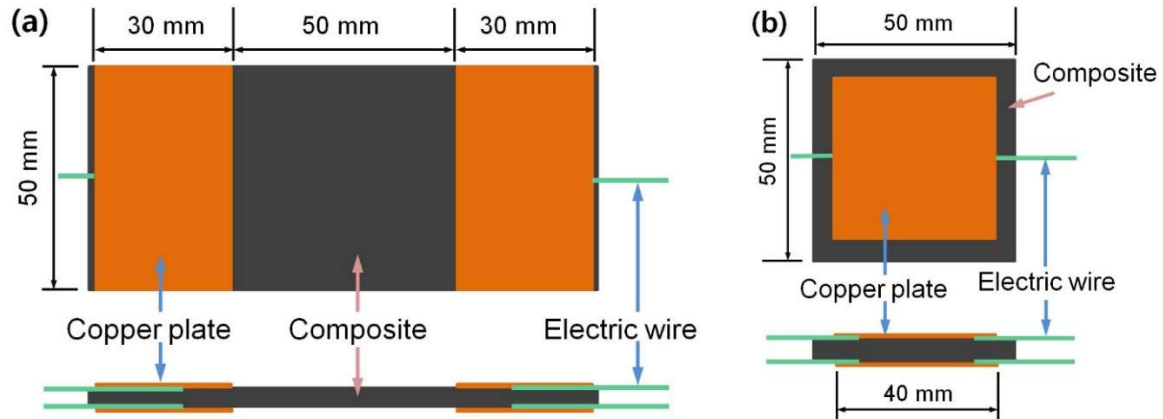 (a)
30 mm
50 mm
30 mm
50 mm
Copper plate
Composite
Electric wire
(b)
50 mm
Composite
50 mm
Copper plate
Electric wire
40 mm